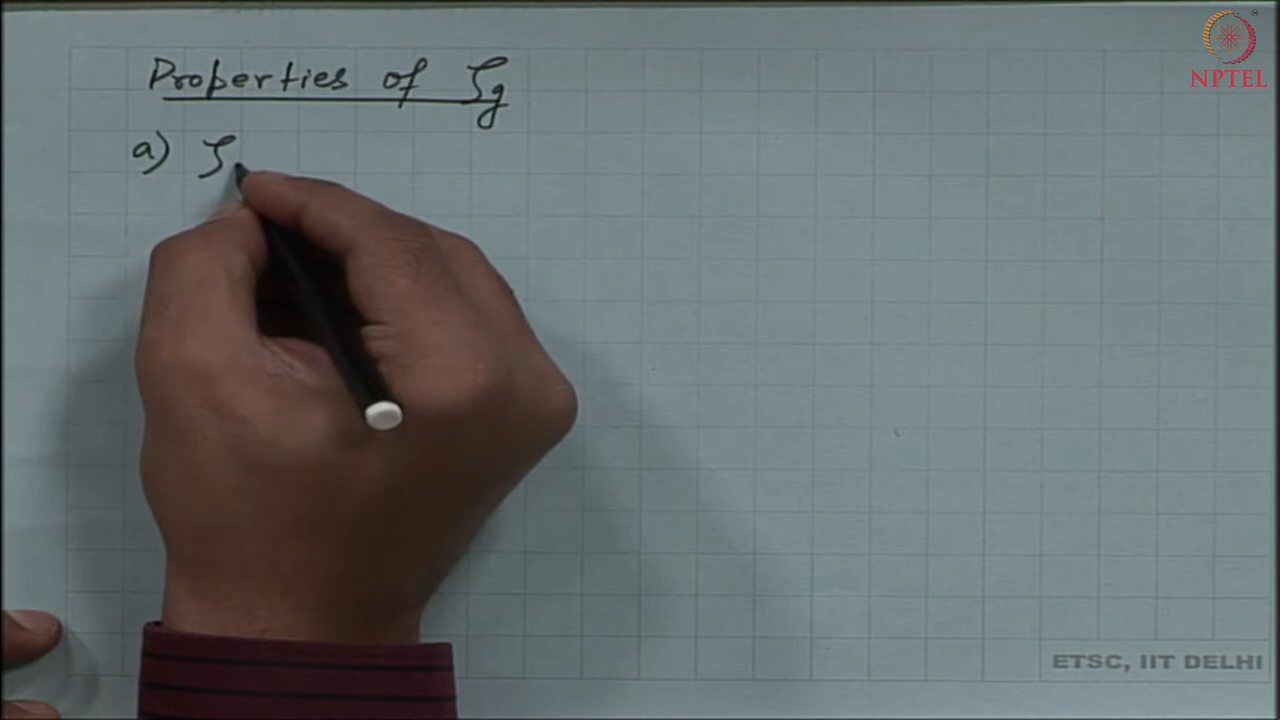 Properties of ζg
a) ζ
NPTEL
ETSC, IIT DELHI